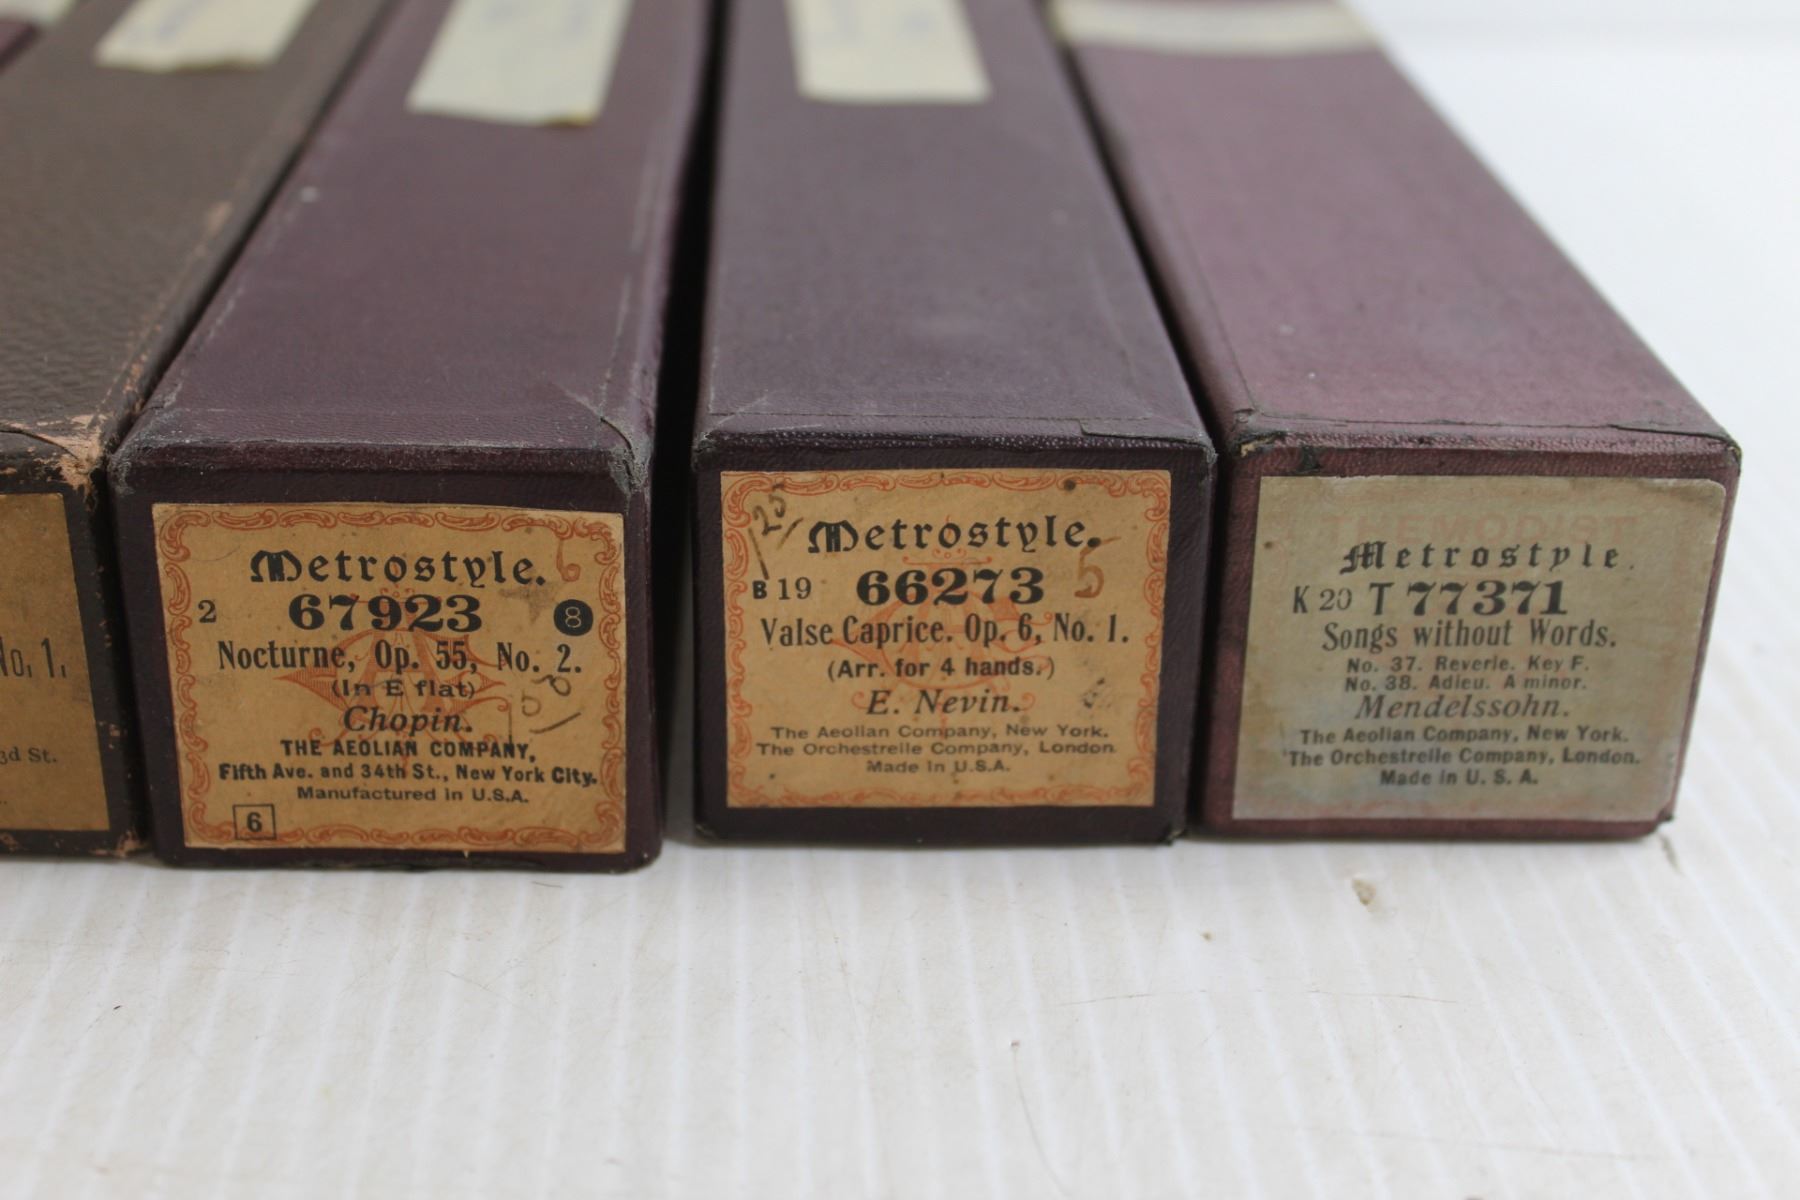 No. 1.
3d St.
Metrostyle.
6
2 67923 8
Nocturne, Op. 55, No. 2.
(In E flat)
Chopin.
THE AEOLIAN COMPANY,
Fifth Ave. and 34th St., New York City.
Manufactured in U.S.A.
6
125
Metrostyle.
B 19 66273 5
Valse Caprice. Op. 6, No. 1.
(Arr. for 4 hands.)
E. Nevin.
The Aeolian Company, New York.
The Orchestrelle Company, London.
Made in U.S.A.
THEMODIST
Metrostyle.
K 20 T 77371
Songs without Words.
No. 37. Reverie. Key F.
No. 38. Adieu. A minor.
Mendelssohn.
The Aeolian Company, New York.
The Orchestrelle Company, London.
Made in U. S. A.